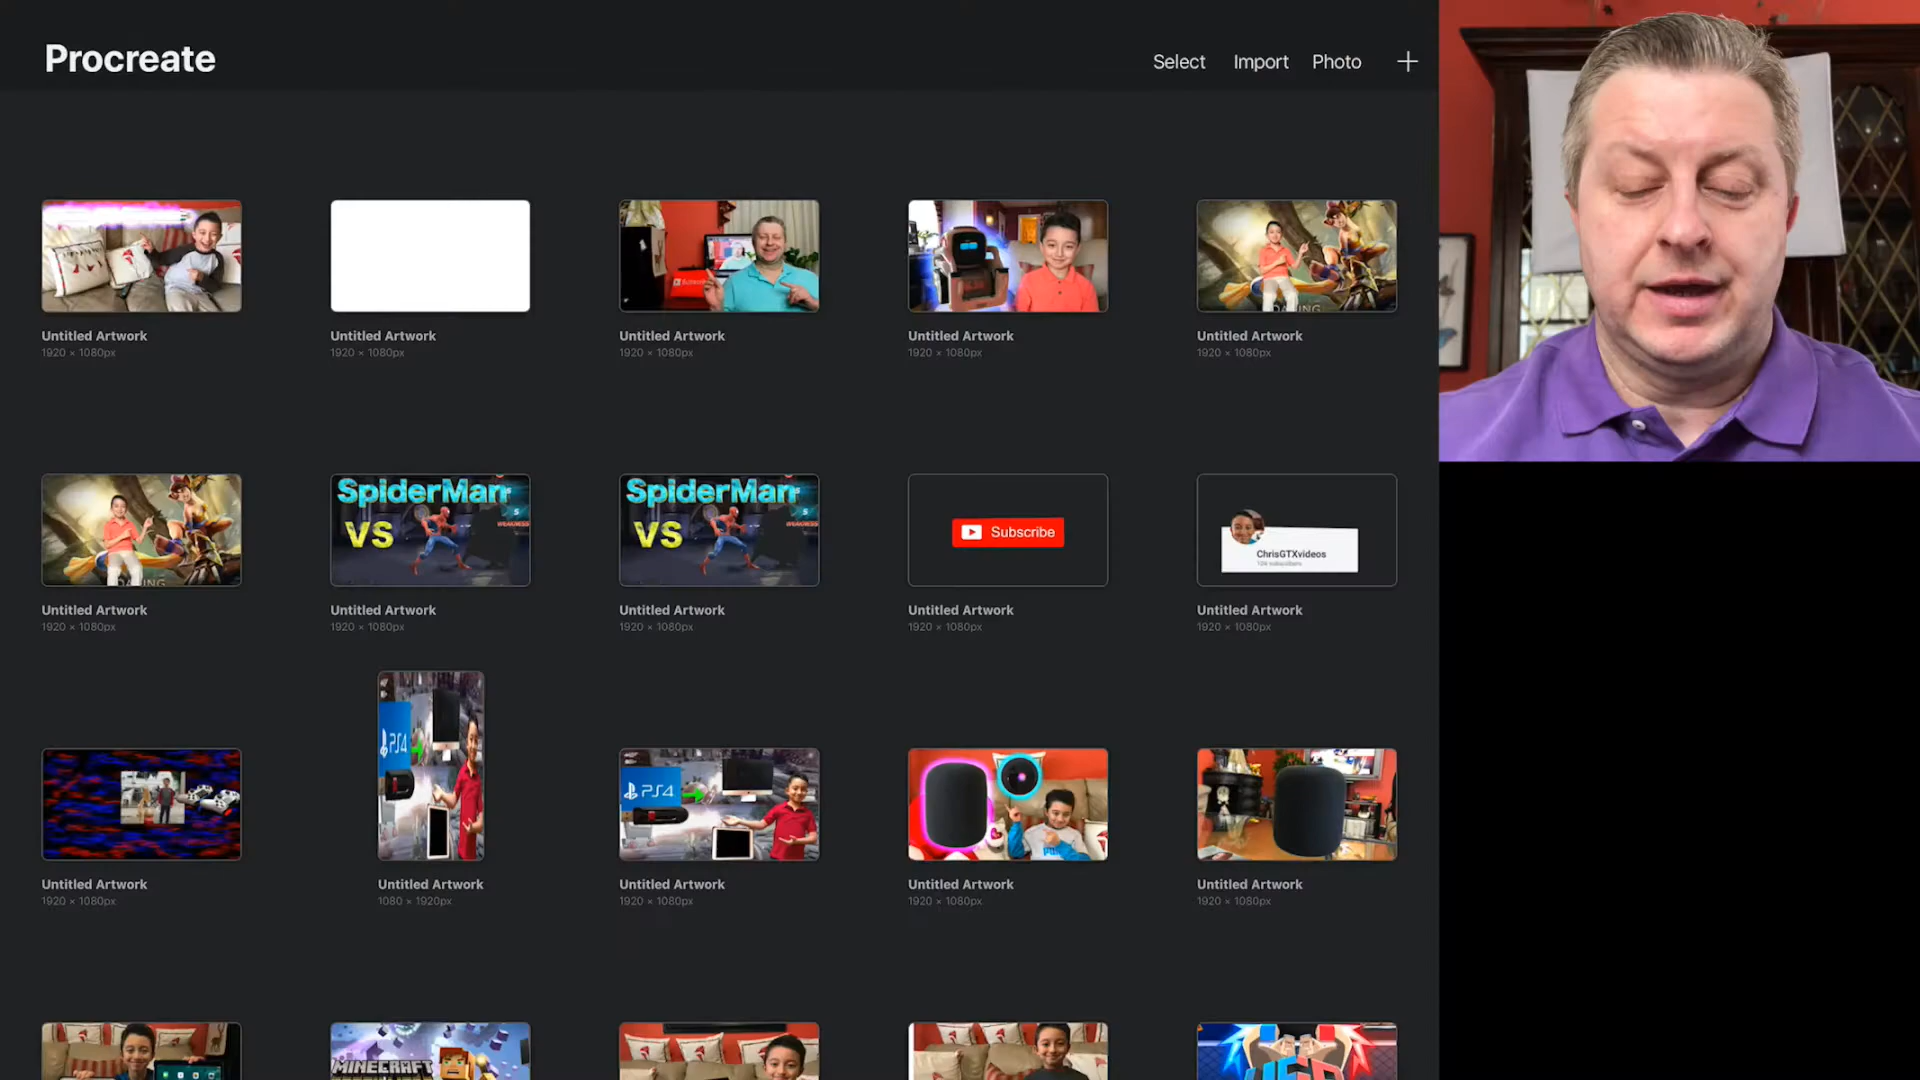 Procreate
Select Import Photo
Untitled Artwork Untitled Artwork Untitled Artwork Untitled Artwork Untitled Artwork
1920 × 1080px 1920 × 1080px 1920 × 1080px 1920 × 1080px 1920 × 1080px
SpiderMan SpiderMan
VS VS
Subscribe
ChrisGTXvideos
Untitled Artwork Untitled Artwork Untitled Artwork Untitled Artwork Untitled Artwork
1920 × 1080px 1920 × 1080px 1920 × 1080px 1920 × 1080px 1920 × 1080px
PS4
PS4
Untitled Artwork Untitled Artwork Untitled Artwork Untitled Artwork Untitled Artwork
1920 × 1080px 1080 × 1920px 1920 × 1080px 1920 × 1080px 1920 × 1080px
MINECRAFT